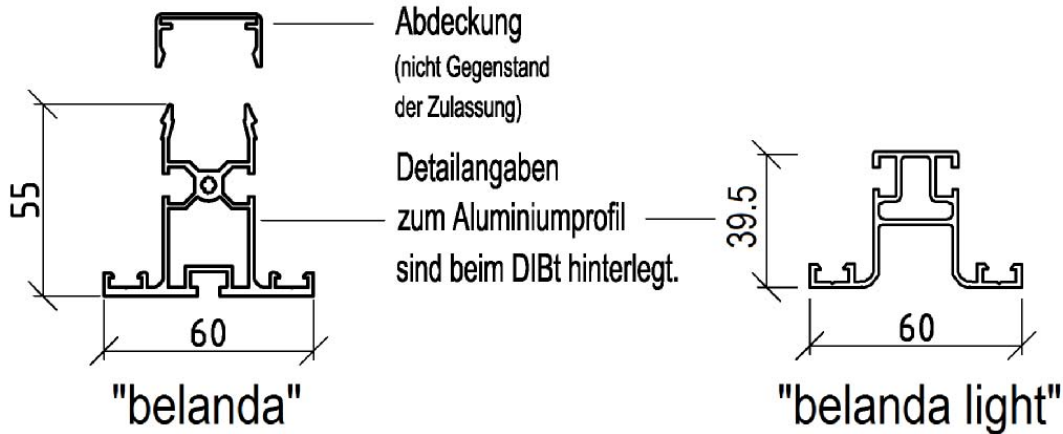 Abdeckung
(nicht Gegenstand
der Zulassung)
Detailangaben
zum Aluminiumprofil
sind beim DIBt hinterlegt.
55
60
"belanda"
39.5
60
"belanda light"